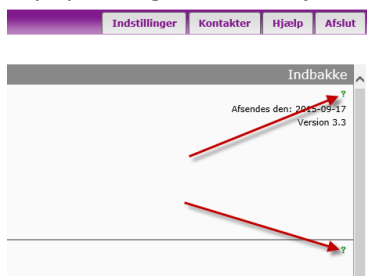 Indstillinger Kontakter Hjælp Afslut
Indbakke
?
Afsendes den: 2015-09-17
Version 3.3
?